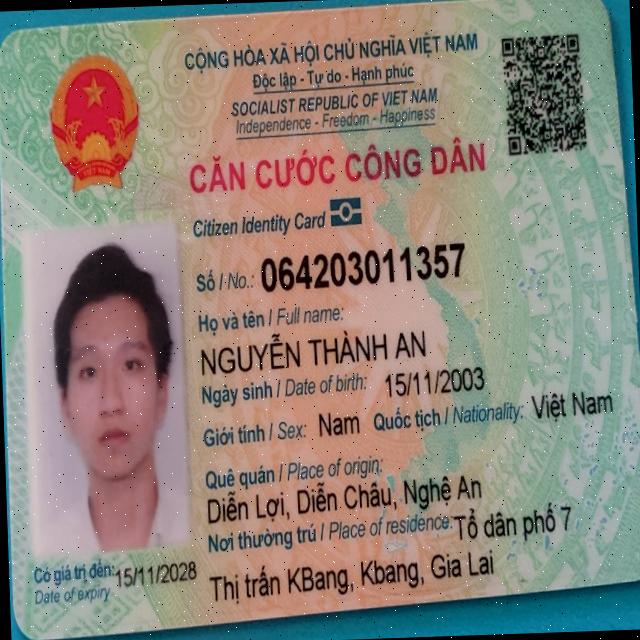 CỘNG HÒA XÃ HỘI CHỦ NGHĨA VIỆT NAM
Độc lập - Tự do - Hạnh phúc
SOCIALIST REPUBLIC OF VIET NAM
Independence - Freedom - Happiness
CĂN CƯỚC CÔNG DÂN
Citizen Identity Card
Số / No.: 064203011357
Họ và tên / Full name:
NGUYỄN THÀNH AN
Ngày sinh / Date of birth: 15/11/2003
Giới tính / Sex: Nam Quốc tịch / Nationality: Việt Nam
Quê quán / Place of origin:
Diễn Lợi, Diễn Châu, Nghệ An
Nơi thường trú / Place of residence: Tổ dân phố 7
Thị trấn KBang, Kbang, Gia Lai
Có giá trị đến: 15/11/2028
Date of expiry
VIỆT NAM